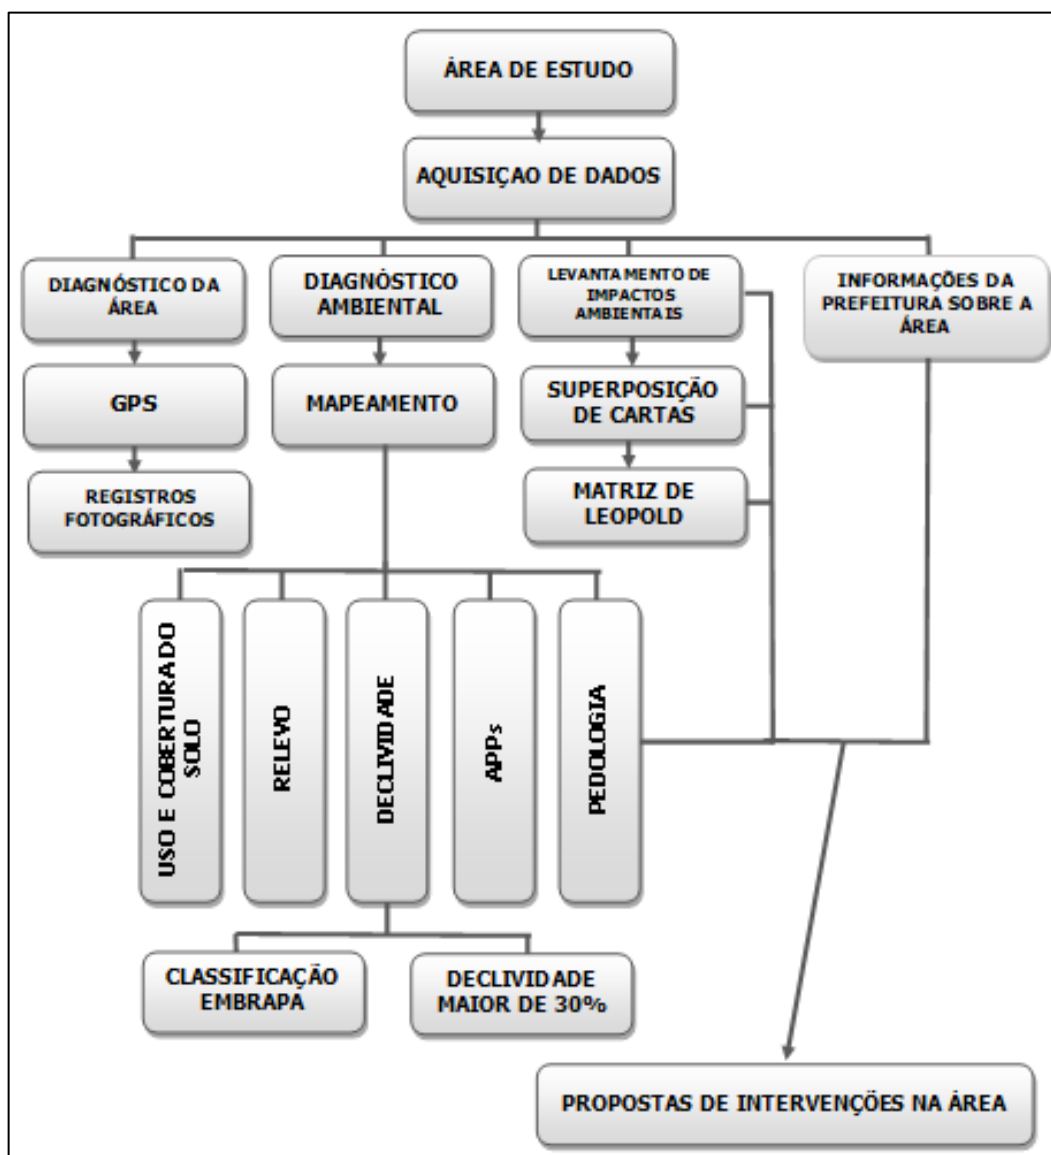 ÁREA DE ESTUDO
AQUISIÇAO DE DADOS
DIAGNÓSTICO DA
ÁREA
DIAGNÓSTICO
AMBIENTAL
LEVANTAMENTO DE
IMPACTOS
AMBIENTAIS
INFORMAÇÕES DA
PREFEITURA SOBRE A
ÁREA
GPS
MAPEAMENTO
SUPERPOSIÇÃO
DE CARTAS
REGISTROS
FOTOGRÁFICOS
MATRIZ DE
LEOPOLD
USO E COBERTURA DO
SOLO
RELEVO
DECLIVIDADE
APPs
PEDOLOGIA
CLASSIFICAÇÃO
EMBRAPA
DECLIVIDADE
MAIOR DE 30%
PROPOSTAS DE INTERVENÇÕES NA ÁREA